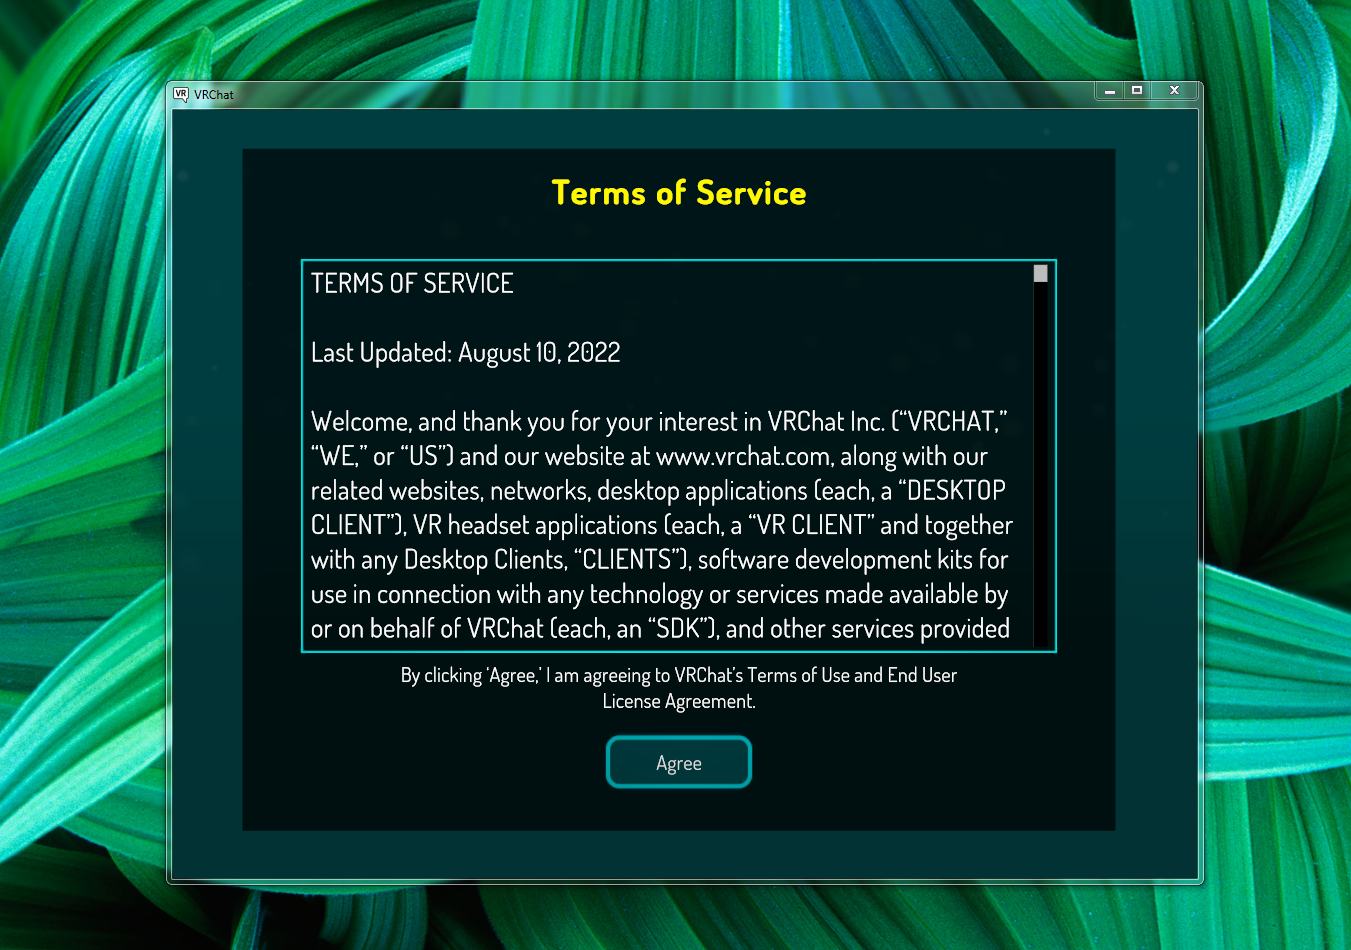 VR VRChat
Terms of Service
TERMS OF SERVICE
Last Updated: August 10, 2022
Welcome, and thank you for your interest in VRChat Inc. (“VRCHAT,”
“WE,” or “US”) and our website at www.vrchat.com, along with our
related websites, networks, desktop applications (each, a “DESKTOP
CLIENT”), VR headset applications (each, a “VR CLIENT” and together
with any Desktop Clients, “CLIENTS”), software development kits for
use in connection with any technology or services made available by
or on behalf of VRChat (each, an “SDK”), and other services provided
By clicking ‘Agree,’ I am agreeing to VRChat’s Terms of Use and End User
License Agreement.
Agree